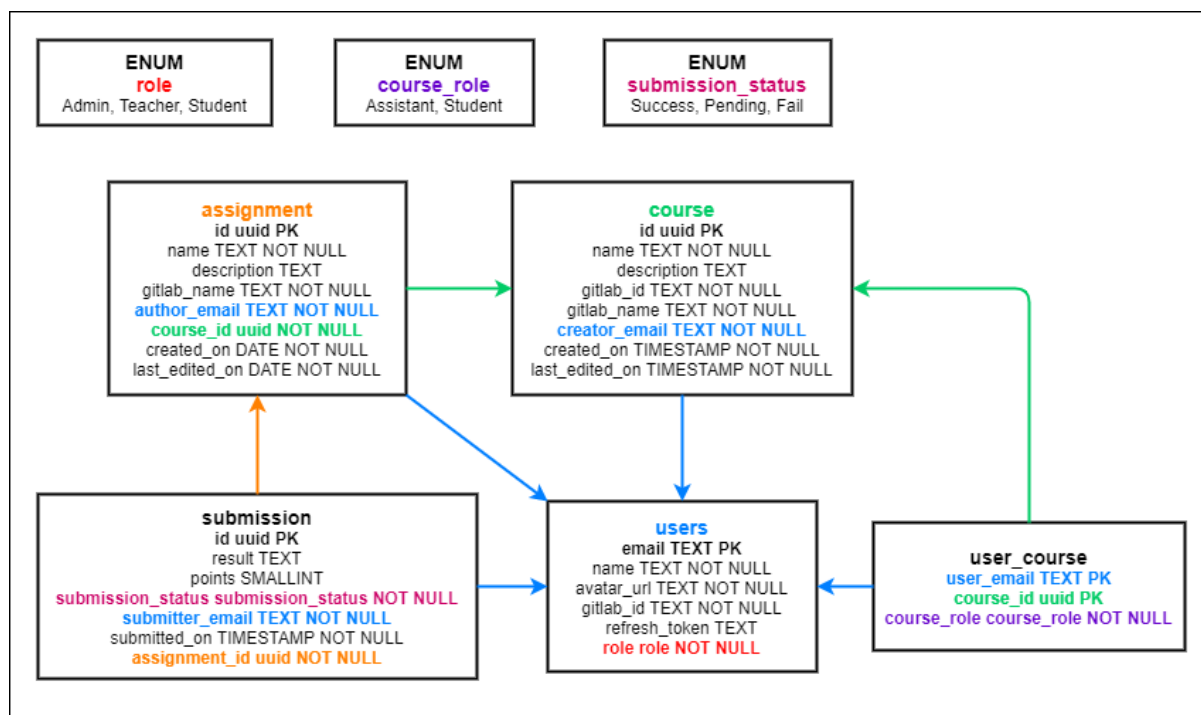 ENUM
role
Admin, Teacher, Student
ENUM
course_role
Assistant, Student
ENUM
submission_status
Success, Pending, Fail
assignment
id uuid PK
name TEXT NOT NULL
description TEXT
gitlab_name TEXT NOT NULL
author_email TEXT NOT NULL
course_id uuid NOT NULL
created_on DATE NOT NULL
last_edited_on DATE NOT NULL
course
id uuid PK
name TEXT NOT NULL
description TEXT
gitlab_id TEXT NOT NULL
gitlab_name TEXT NOT NULL
creator_email TEXT NOT NULL
created_on TIMESTAMP NOT NULL
last_edited_on TIMESTAMP NOT NULL
submission
id uuid PK
result TEXT
points SMALLINT
submission_status submission_status NOT NULL
submitter_email TEXT NOT NULL
submitted_on TIMESTAMP NOT NULL
assignment_id uuid NOT NULL
users
email TEXT PK
name TEXT NOT NULL
avatar_url TEXT NOT NULL
gitlab_id TEXT NOT NULL
refresh_token TEXT
role role NOT NULL
user_course
user_email TEXT PK
course_id uuid PK
course_role course_role NOT NULL